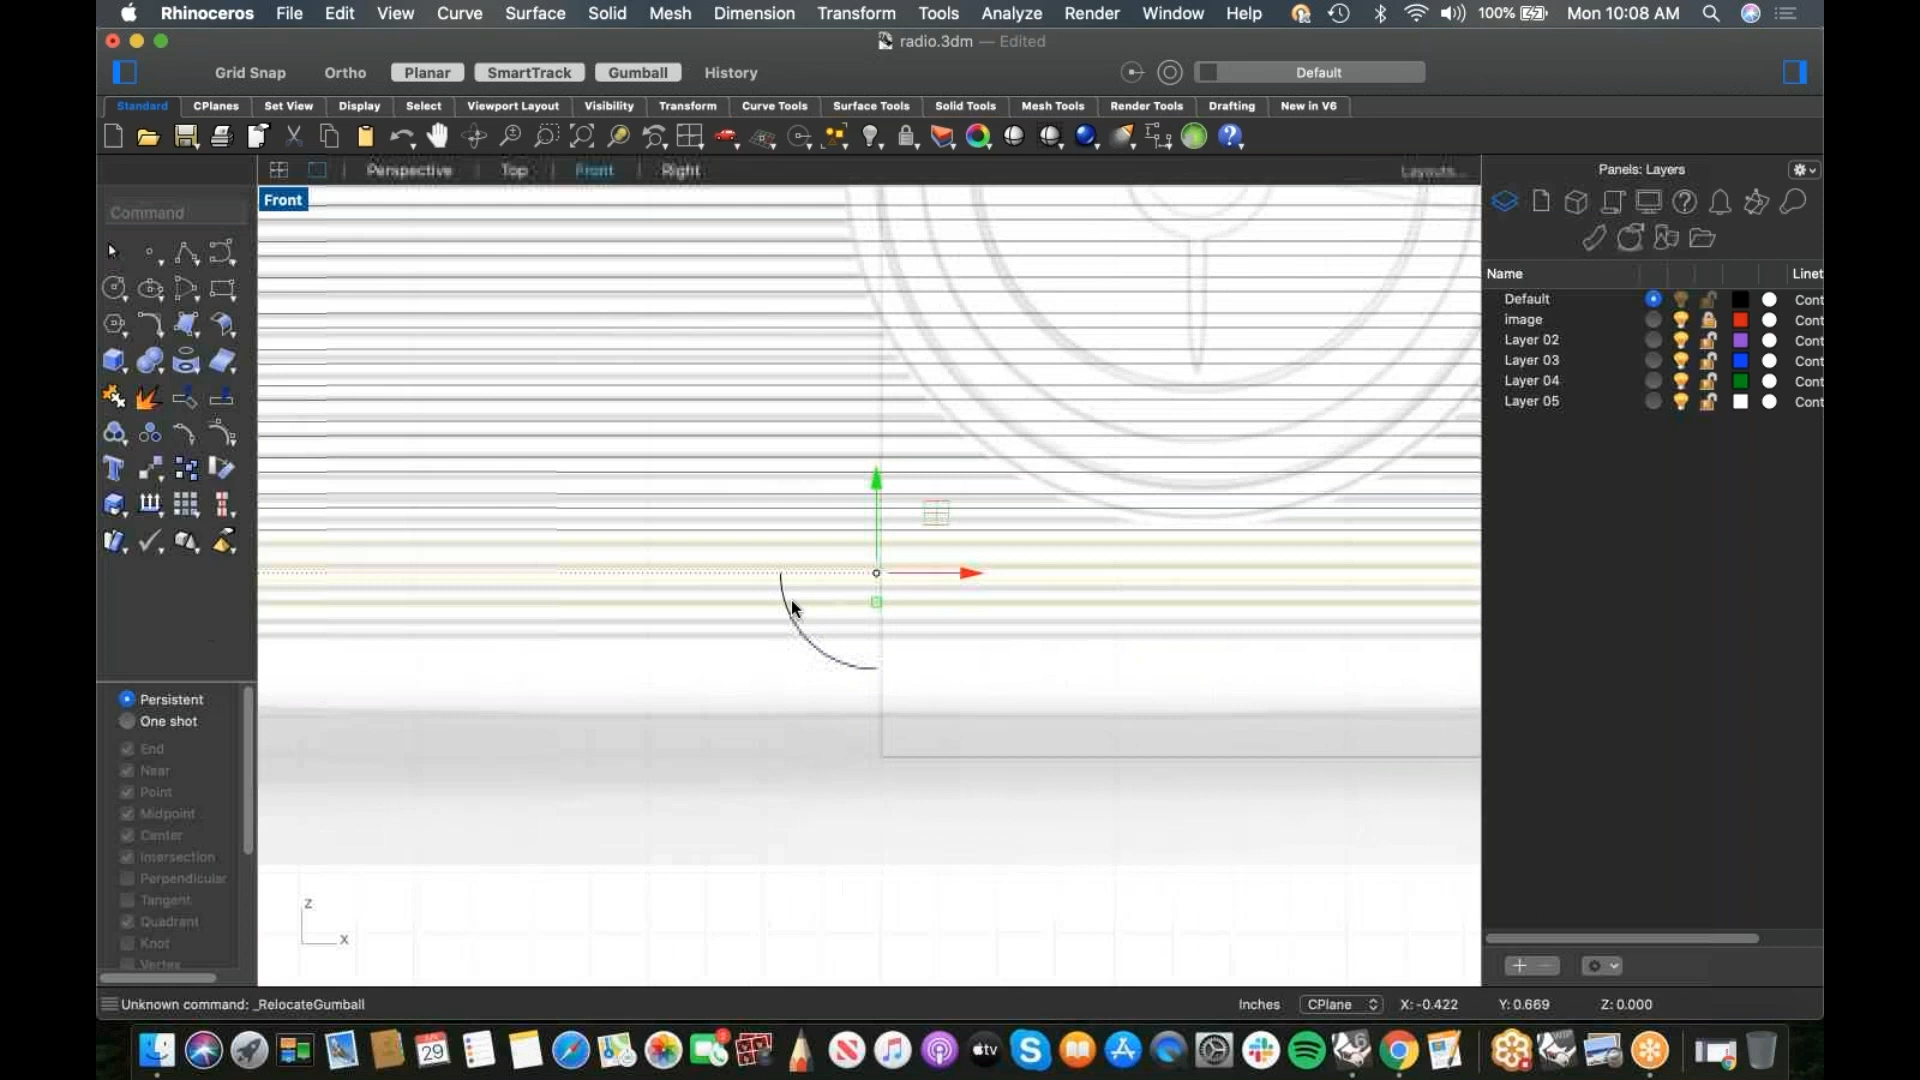 Rhinoceros File Edit View Curve Surface Solid Mesh Dimension Transform Tools Analyze Render Window Help 100% Mon 10:08 AM
radio.3dm — Edited
Grid Snap Ortho Planar SmartTrack Gumball History Default
Standard CPlanes Set View Display Select Viewport Layout Visibility Transform Curve Tools Surface Tools Solid Tools Mesh Tools Render Tools Drafting New in V6
Perspective Top Front Right Layouts...
Panels: Layers
Front
Command
Name Linet
Default Cont
image Cont
Layer 02 Cont
Layer 03 Cont
Layer 04 Cont
Layer 05 Cont
Persistent
One shot
End
Near
Point
Midpoint
Center
Intersection
Perpendicular
Tangent
Quadrant
Knot
Vertex
z
x
Unknown command: _RelocateGumball Inches CPlane X: -0.422 Y: 0.669 Z: 0.000
APR
29
tv